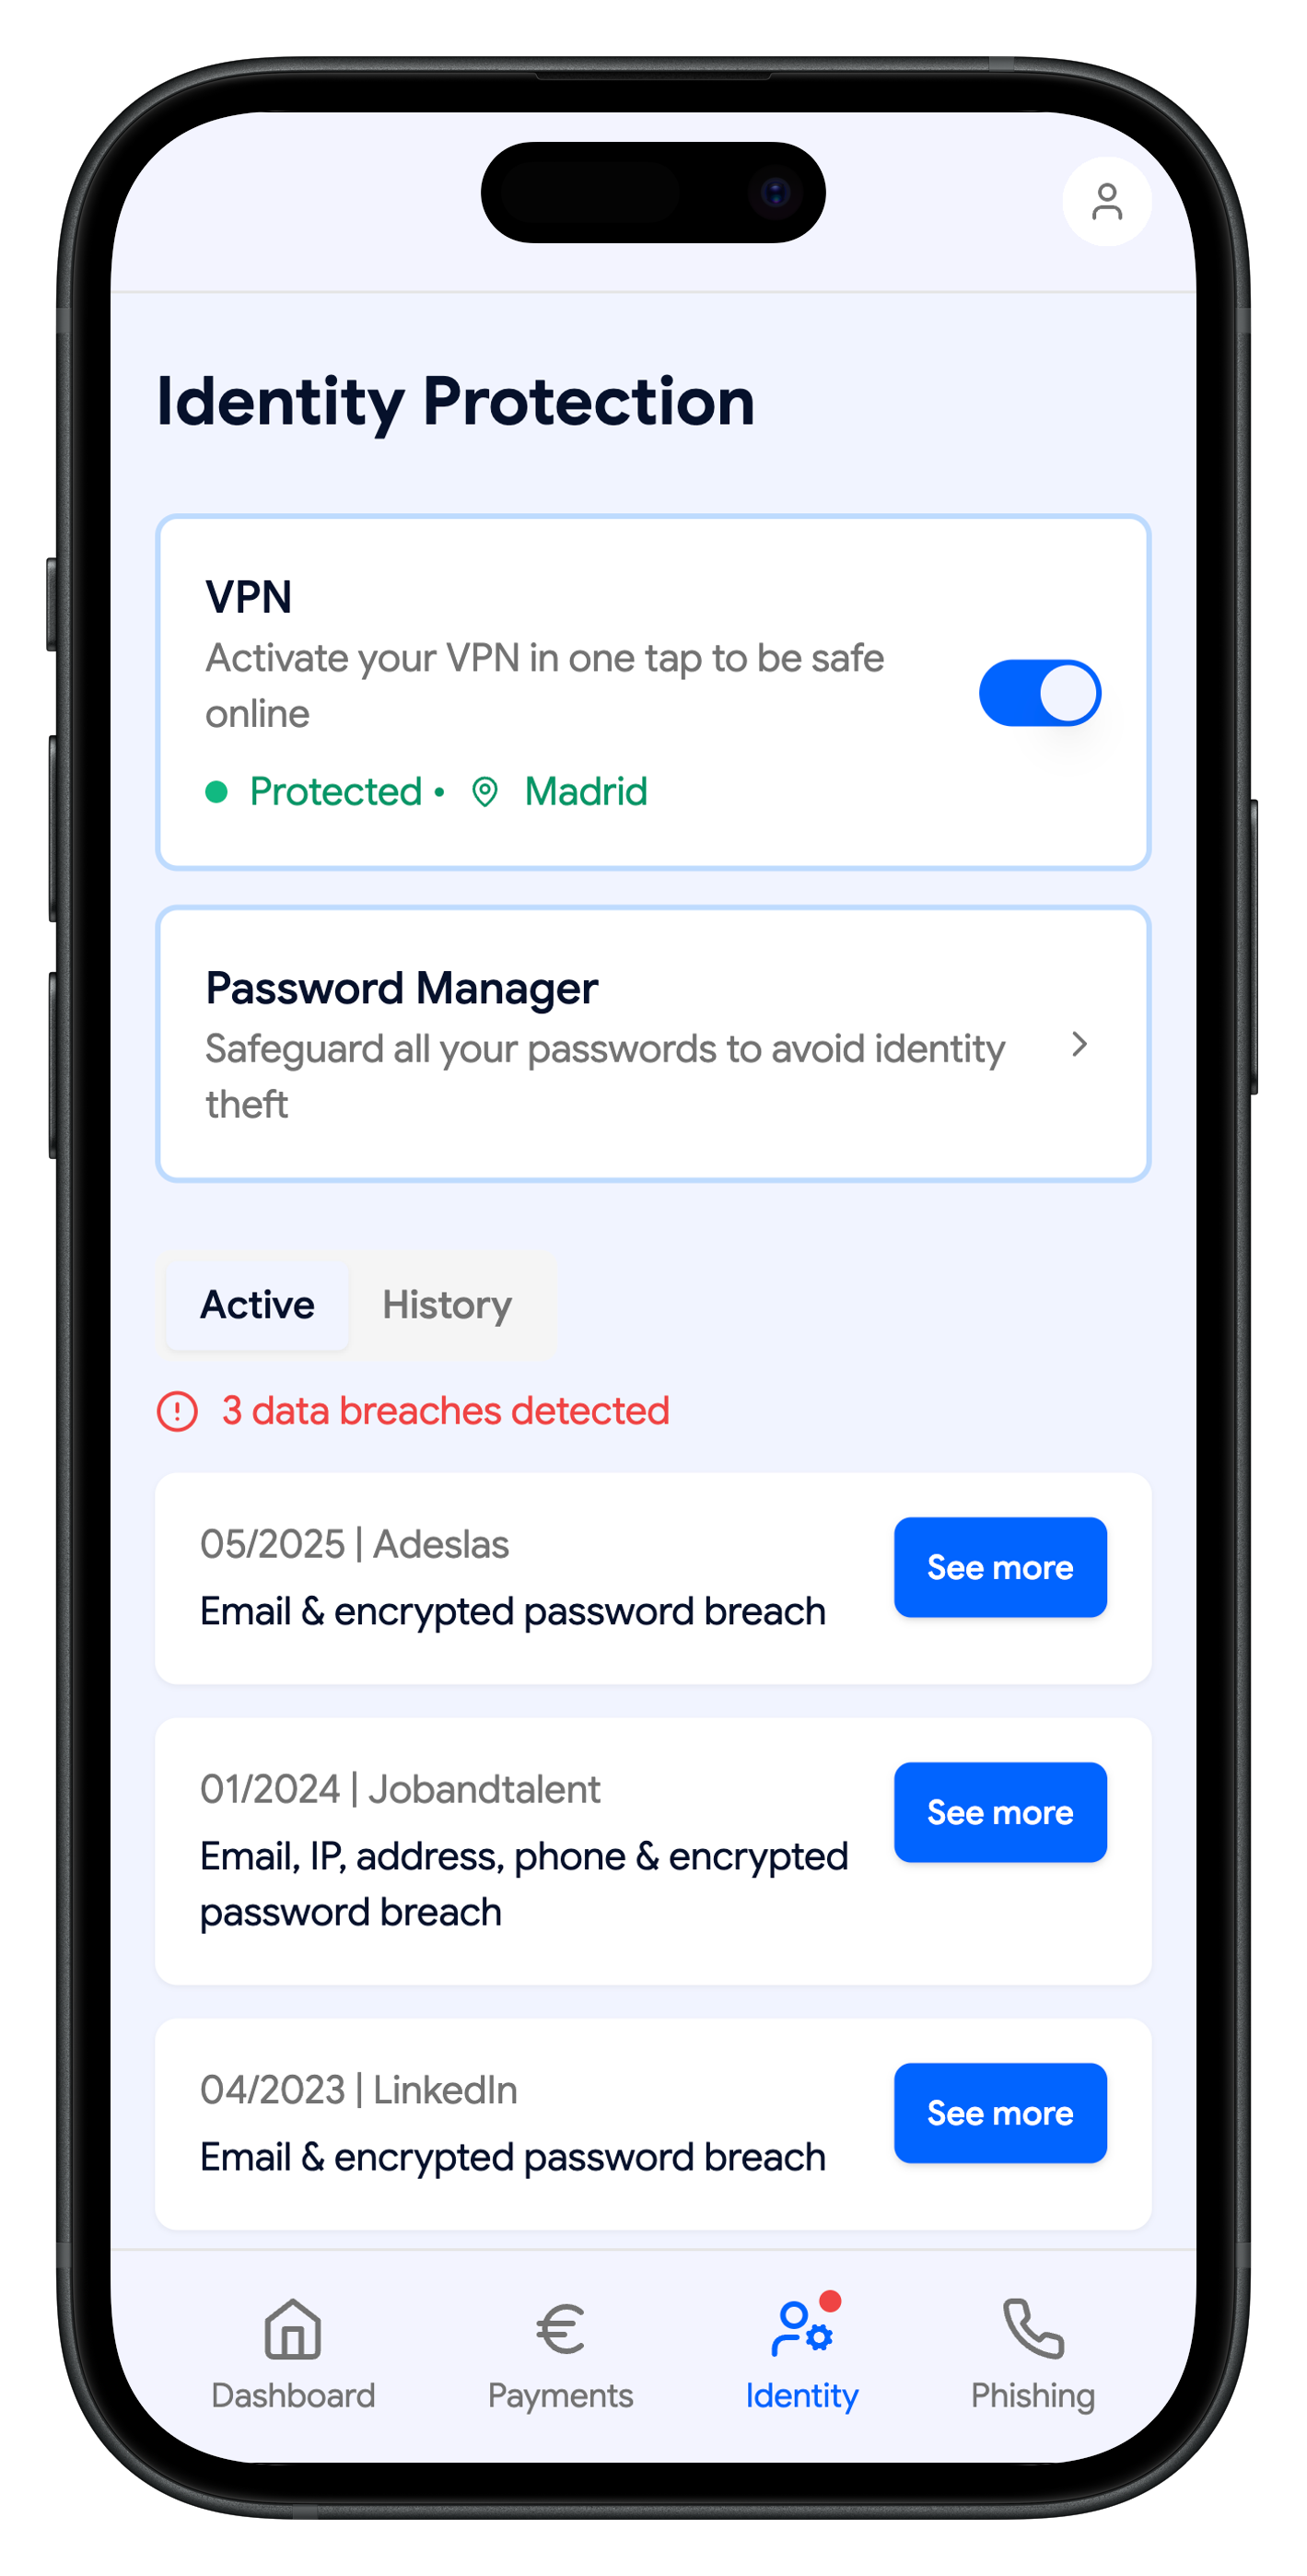 Identity Protection
VPN
Activate your VPN in one tap to be safe
online
Protected • Madrid
Password Manager
Safeguard all your passwords to avoid identity
theft
Active History
3 data breaches detected
05/2025 | Adeslas
See more
Email & encrypted password breach
01/2024 | Jobandtalent
See more
Email, IP, address, phone & encrypted
password breach
04/2023 | LinkedIn
See more
Email & encrypted password breach
Dashboard Payments Identity Phishing